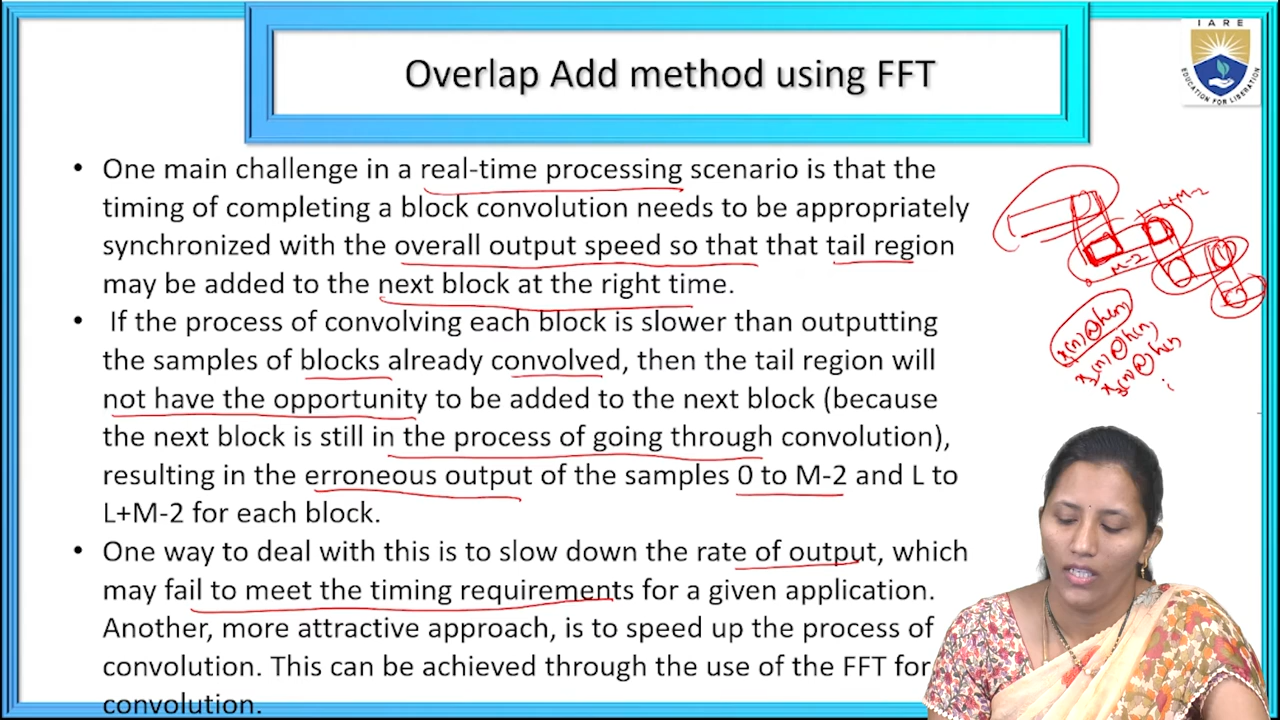 IARE
EDUCATION FOR LIBERATION
Overlap Add method using FFT
• One main challenge in a real-time processing scenario is that the
timing of completing a block convolution needs to be appropriately
synchronized with the overall output speed so that that tail region
may be added to the next block at the right time.
• If the process of convolving each block is slower than outputting
the samples of blocks already convolved, then the tail region will
not have the opportunity to be added to the next block (because
the next block is still in the process of going through convolution),
resulting in the erroneous output of the samples 0 to M-2 and L to
L+M-2 for each block.
• One way to deal with this is to slow down the rate of output, which
may fail to meet the timing requirements for a given application.
Another, more attractive approach, is to speed up the process of
convolution. This can be achieved through the use of the FFT for
convolution.
L+M-2
M-2